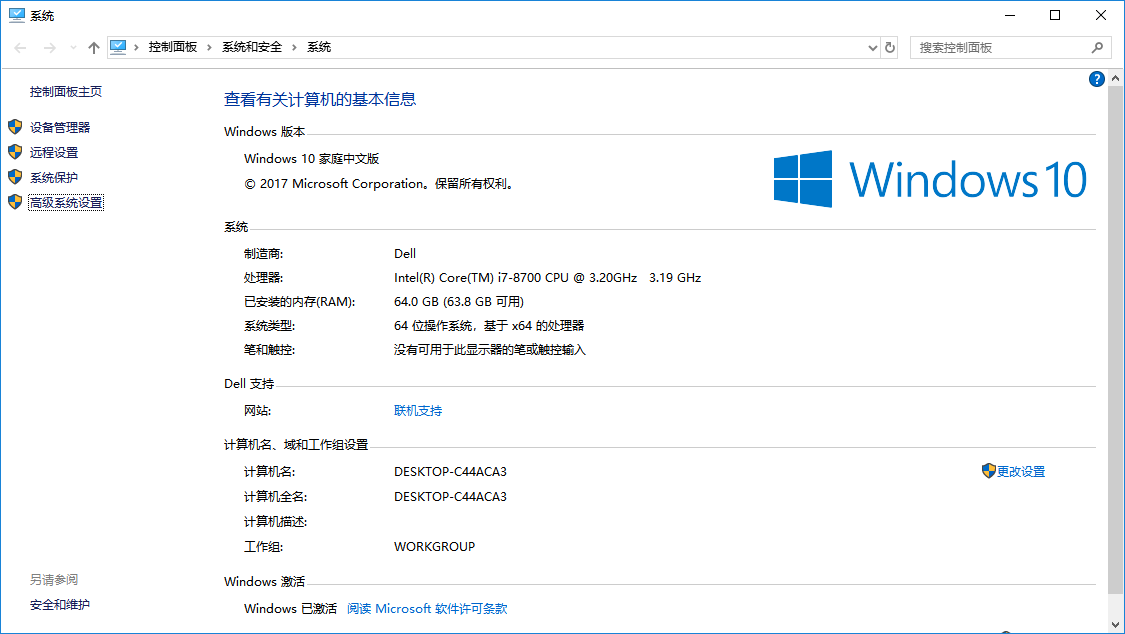 系统
控制面板 系统和安全 系统
搜索控制面板
控制面板主页
设备管理器
远程设置
系统保护
高级系统设置
查看有关计算机的基本信息
Windows 版本
Windows 10 家庭中文版
© 2017 Microsoft Corporation。保留所有权利。
Windows 10
系统
制造商: Dell
处理器: Intel(R) Core(TM) i7-8700 CPU @ 3.20GHz 3.19 GHz
已安装的内存(RAM): 64.0 GB (63.8 GB 可用)
系统类型: 64 位操作系统，基于 x64 的处理器
笔和触控: 没有可用于此显示器的笔或触控输入
Dell 支持
网站: 联机支持
计算机名、域和工作组设置
计算机名: DESKTOP-C44ACA3 更改设置
计算机全名: DESKTOP-C44ACA3
计算机描述:
工作组: WORKGROUP
Windows 激活
Windows 已激活 阅读 Microsoft 软件许可条款
另请参阅
安全和维护